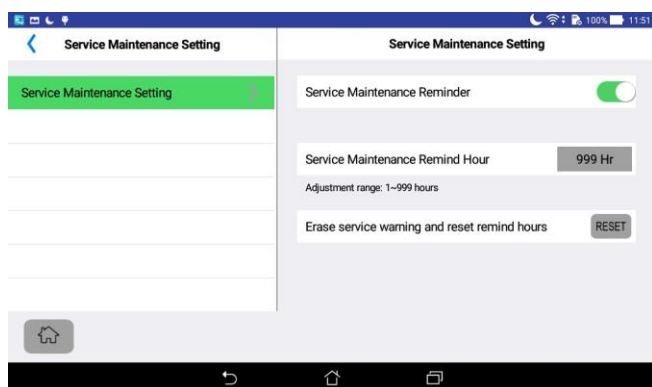 100% 11:51
Service Maintenance Setting
Service Maintenance Setting
Service Maintenance Setting
Service Maintenance Reminder
Service Maintenance Remind Hour 999 Hr
Adjustment range: 1~999 hours
Erase service warning and reset remind hours RESET